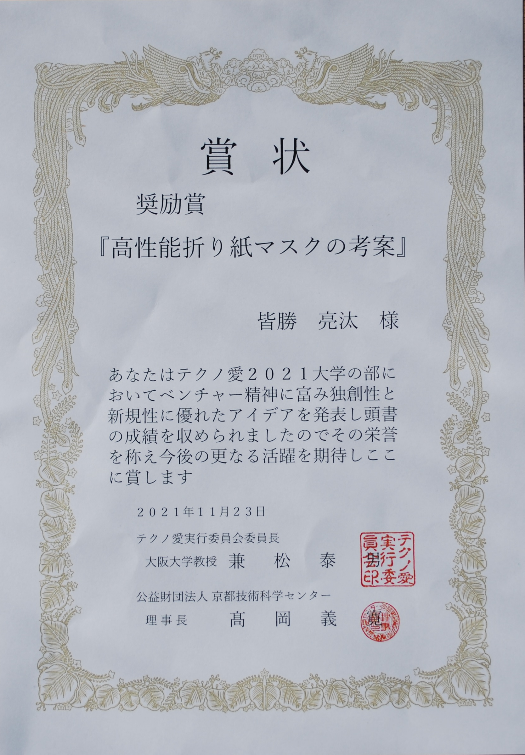 賞状
奨励賞
『高性能折り紙マスクの考案』
皆勝 亮汰 様
あなたはテクノ愛2021大学の部に
おいてベンチャー精神に富み独創性と
新規性に優れたアイデアを発表し頭書
の成績を収められましたのでその栄誉
を称え今後の更なる活躍を期待しここ
に賞します
2021年11月23日
テクノ愛実行委員会委員長
大阪大学教授 兼松泰
テクノ愛
実行委
員会印
公益財団法人 京都技術科学センター
理事長 髙岡義